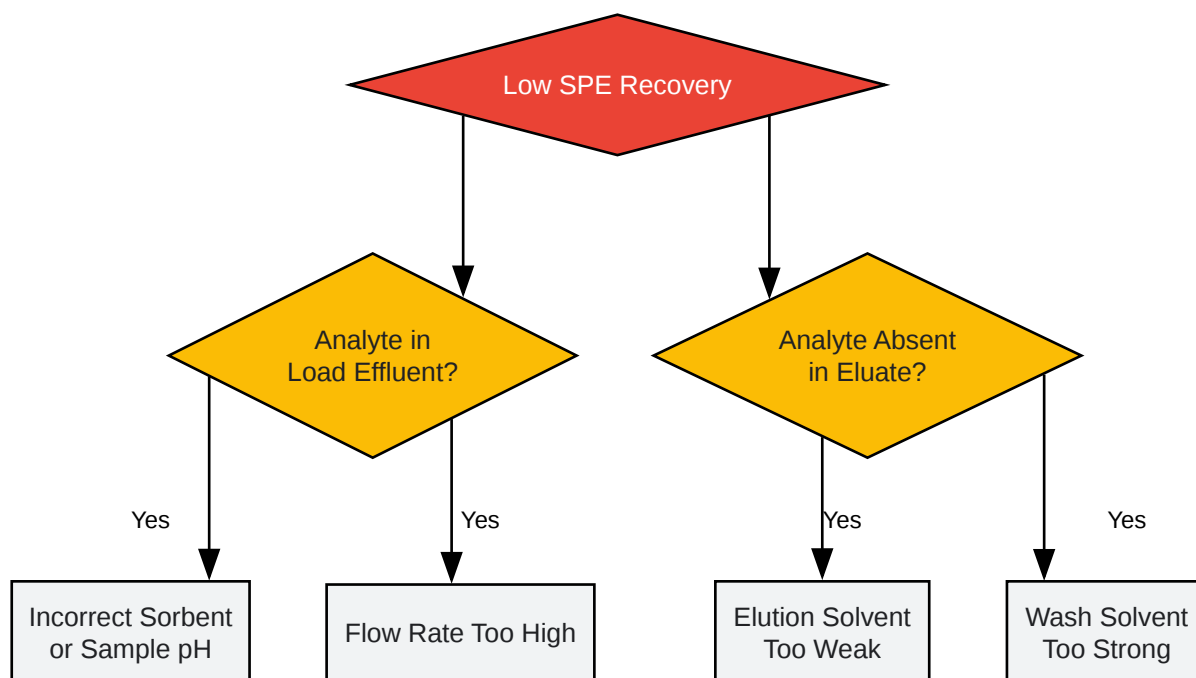 Low SPE Recovery
Analyte in
Load Effluent?
Analyte Absent
in Eluate?
Yes
Yes
Yes
Yes
Incorrect Sorbent
or Sample pH
Flow Rate Too High
Elution Solvent
Too Weak
Wash Solvent
Too Strong